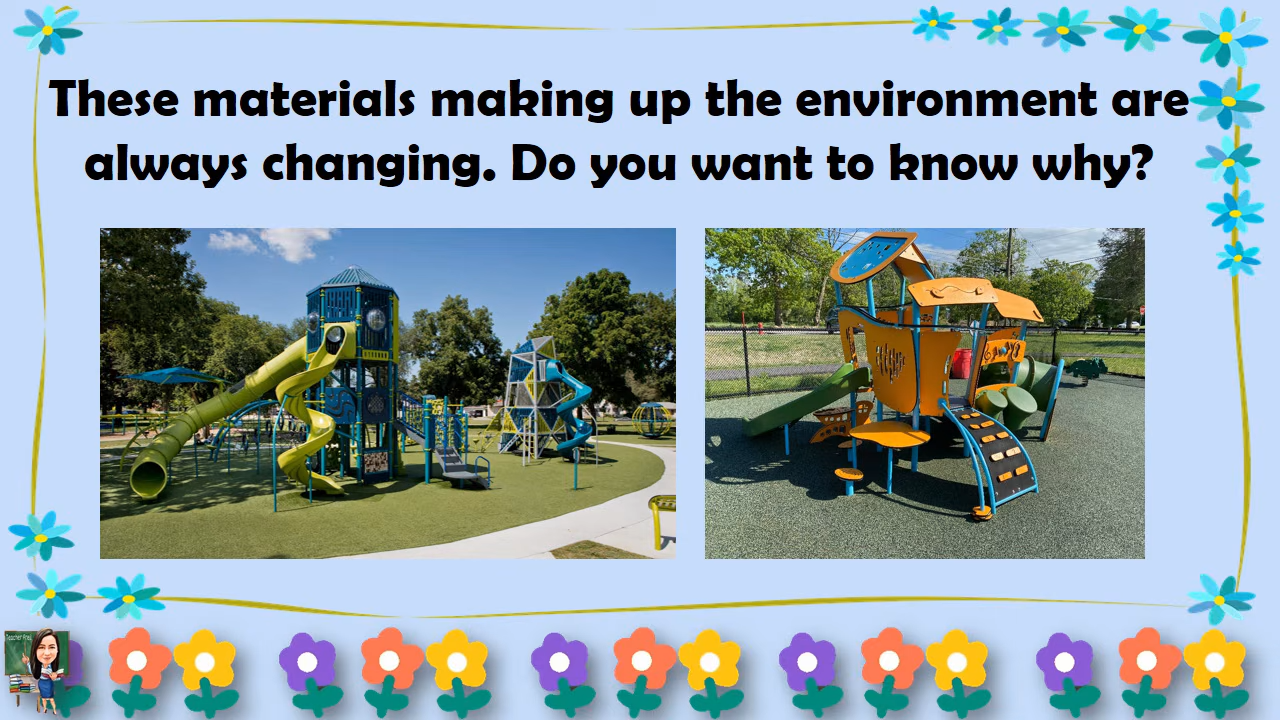 These materials making up the environment are
always changing. Do you want to know why?